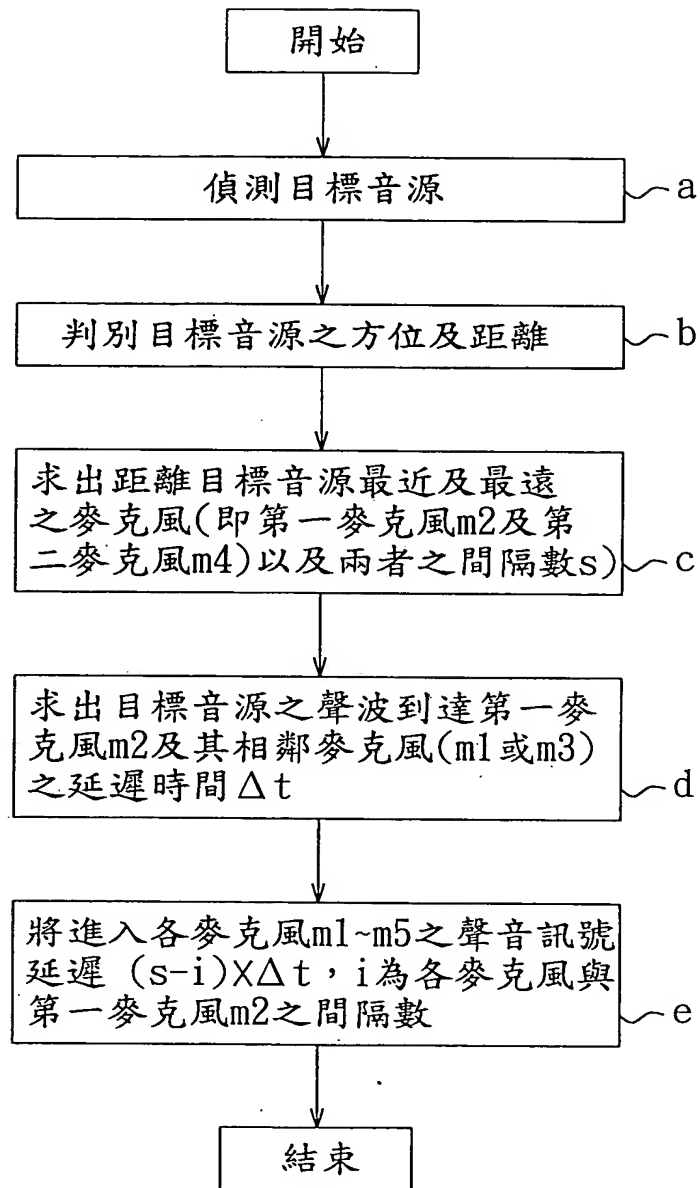 開始
偵測目標音源
a
判別目標音源之方位及距離
b
求出距離目標音源最近及最遠
之麥克風(即第一麥克風m2及第
二麥克風m4)以及兩者之間隔數s)
c
求出目標音源之聲波到達第一麥
克風m2及其相鄰麥克風(m1或m3)
之延遲時間Δt
d
將進入各麥克風m1~m5之聲音訊號
延遲 (s-i)XΔt，i為各麥克風與
第一麥克風m2之間隔數
e
結束